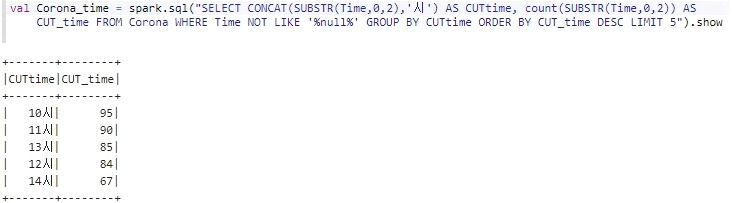 val Corona_time = spark.sql("SELECT CONCAT(SUBSTR(Time,0,2),'시') AS CUTtime, count(SUBSTR(Time,0,2)) AS
CUT_time FROM Corona WHERE Time NOT LIKE '%null%' GROUP BY CUTtime ORDER BY CUT_time DESC LIMIT 5").show
+-------+--------+
|CUTtime|CUT_time|
+-------+--------+
|   10시|      95|
|   11시|      90|
|   13시|      85|
|   12시|      84|
|   14시|      67|
+-------+--------+